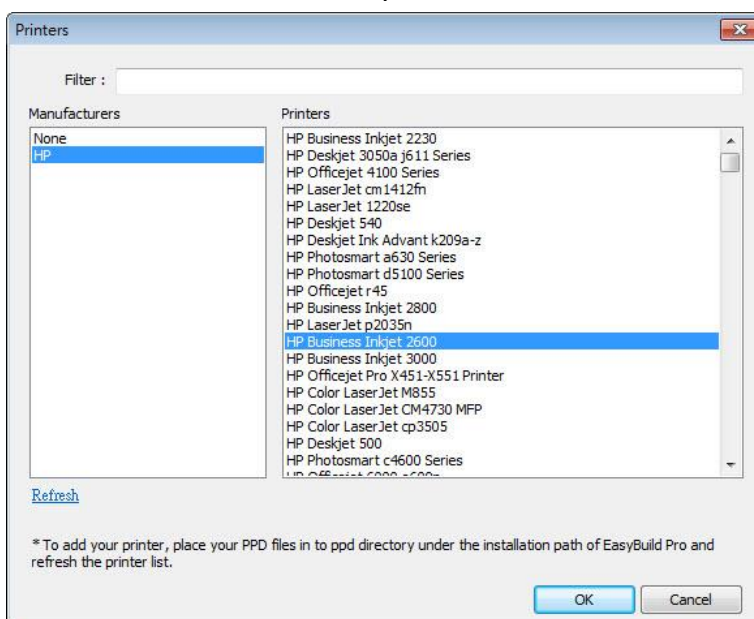 Printers
Filter :
Manufacturers
Printers
None
HP
HP Business Inkjet 2230
HP Deskjet 3050a j611 Series
HP Officejet 4100 Series
HP LaserJet cm1412fn
HP LaserJet 1220se
HP Deskjet 540
HP Deskjet Ink Advant k209a-z
HP Photosmart a630 Series
HP Photosmart d5100 Series
HP Officejet r45
HP Business Inkjet 2800
HP LaserJet p2035n
HP Business Inkjet 2600
HP Business Inkjet 3000
HP Officejet Pro X451-X551 Printer
HP Color LaserJet M855
HP Color LaserJet CM4730 MFP
HP Color LaserJet cp3505
HP Deskjet 500
HP Photosmart c4600 Series
Refresh
* To add your printer, place your PPD files in to ppd directory under the installation path of EasyBuild Pro and
refresh the printer list.
OK
Cancel